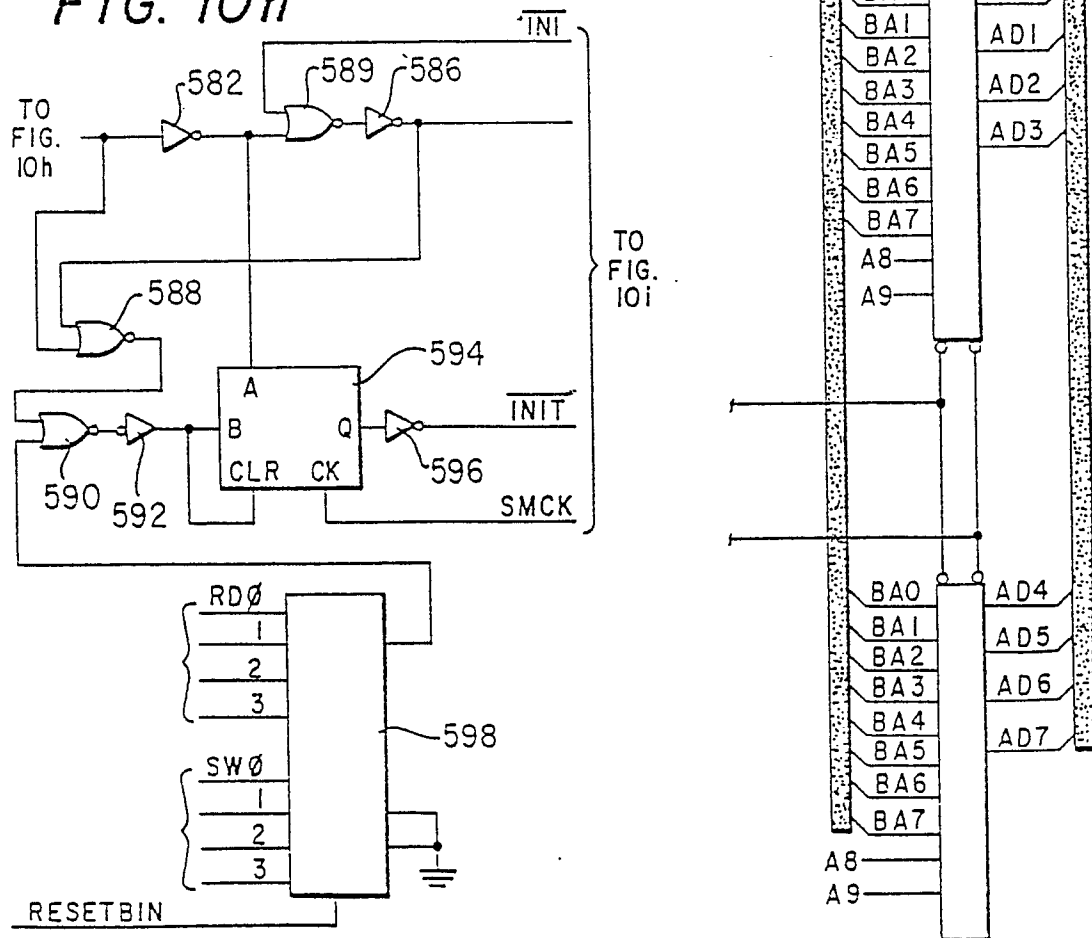 FIG. 10h
INI
582
589
586
TO
FIG.
10h
588
TO
FIG.
10i
594
A
B
Q
CLR CK
INIT
590
592
596
SMCK
RDØ
1
2
3
598
SWØ
1
2
3
RESETBIN
BA1
BA2
BA3
BA4
BA5
BA6
BA7
A8
A9
AD1
AD2
AD3
BA0
BA1
BA2
BA3
BA4
BA5
BA6
BA7
A8
A9
AD4
AD5
AD6
AD7